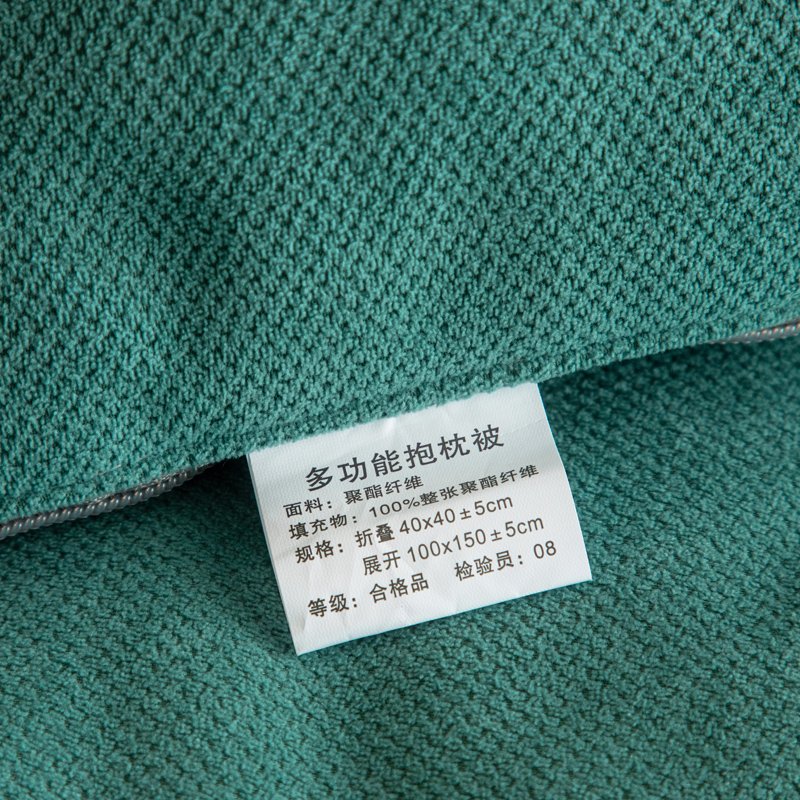 多功能抱枕被
面料：聚酯纤维
填充物：100%整张聚酯纤维
规格：折叠 40x40±5cm
展开 100x150±5cm
等级：合格品 检验员：08